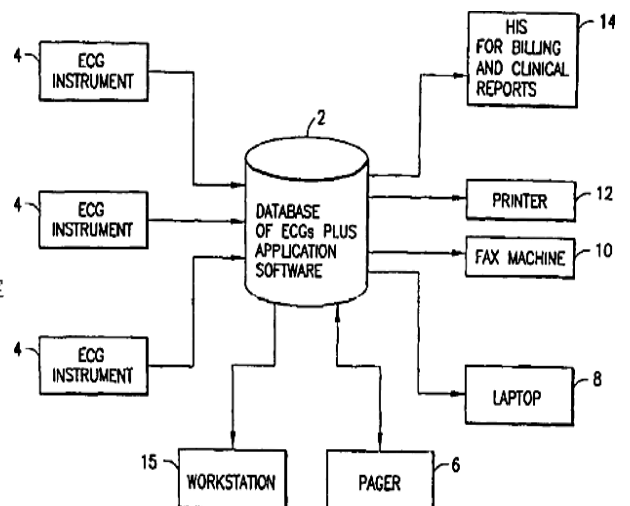 4
ECG
INSTRUMENT
HIS
FOR BILLING
AND CLINICAL
REPORTS
14
2
4
ECG
INSTRUMENT
DATABASE
OF ECGs PLUS
APPLICATION
SOFTWARE
PRINTER
12
FAX MACHINE
10
4
ECG
INSTRUMENT
LAPTOP
8
15
WORKSTATION
PAGER
6